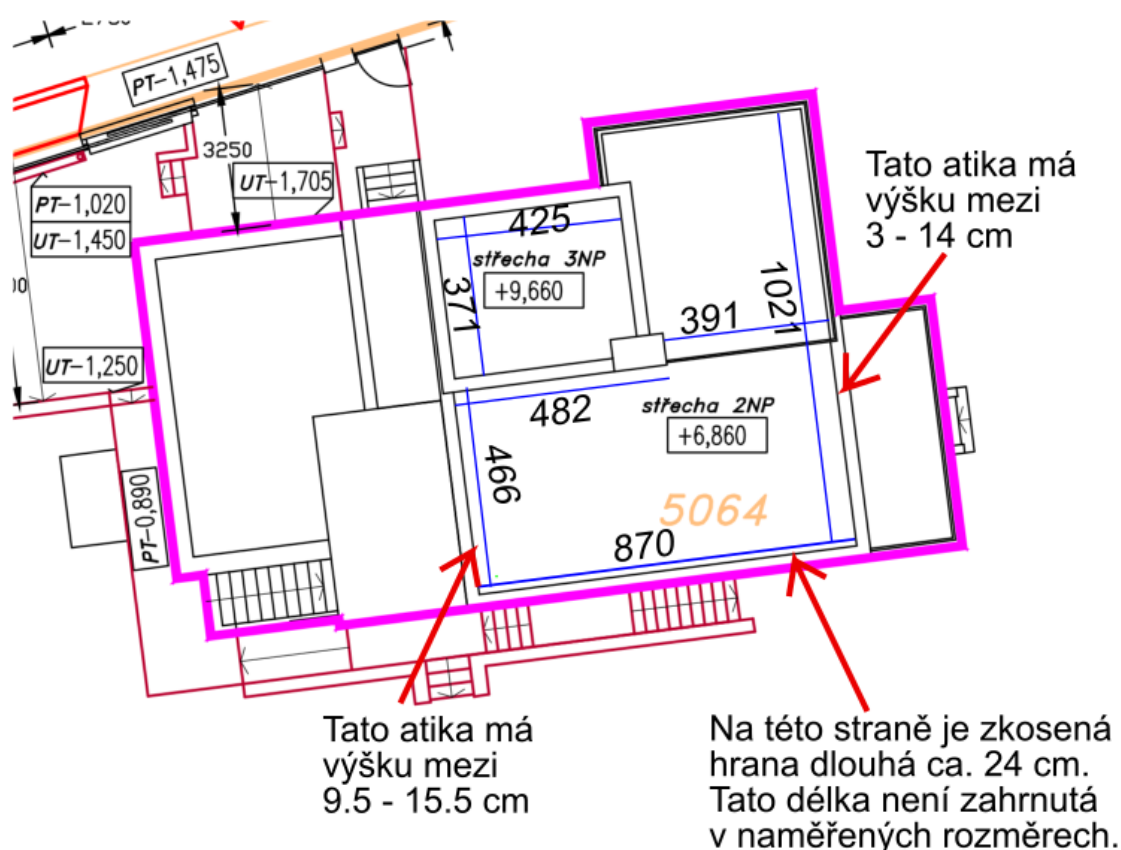 PT-1,475
3250
UT-1,705
PT-1,020
UT-1,450
Tato atika má
výšku mezi
3 - 14 cm
425
střecha 3NP
+9,660
371
1021
391
UT-1,250
482
střecha 2NP
+6,860
466
5064
PT-0,890
870
Tato atika má
výšku mezi
9.5 - 15.5 cm
Na této straně je zkosená
hrana dlouhá ca. 24 cm.
Tato délka není zahrnutá
v naměřených rozměrech.